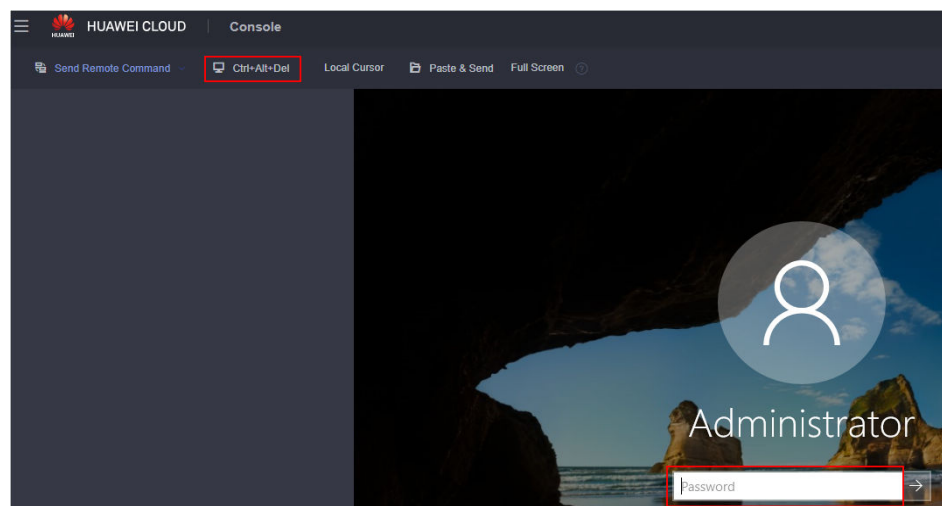 HUAWEI
HUAWEI CLOUD Console
Send Remote Command Ctrl+Alt+Del Local Cursor Paste & Send Full Screen ?
Administrator
Password